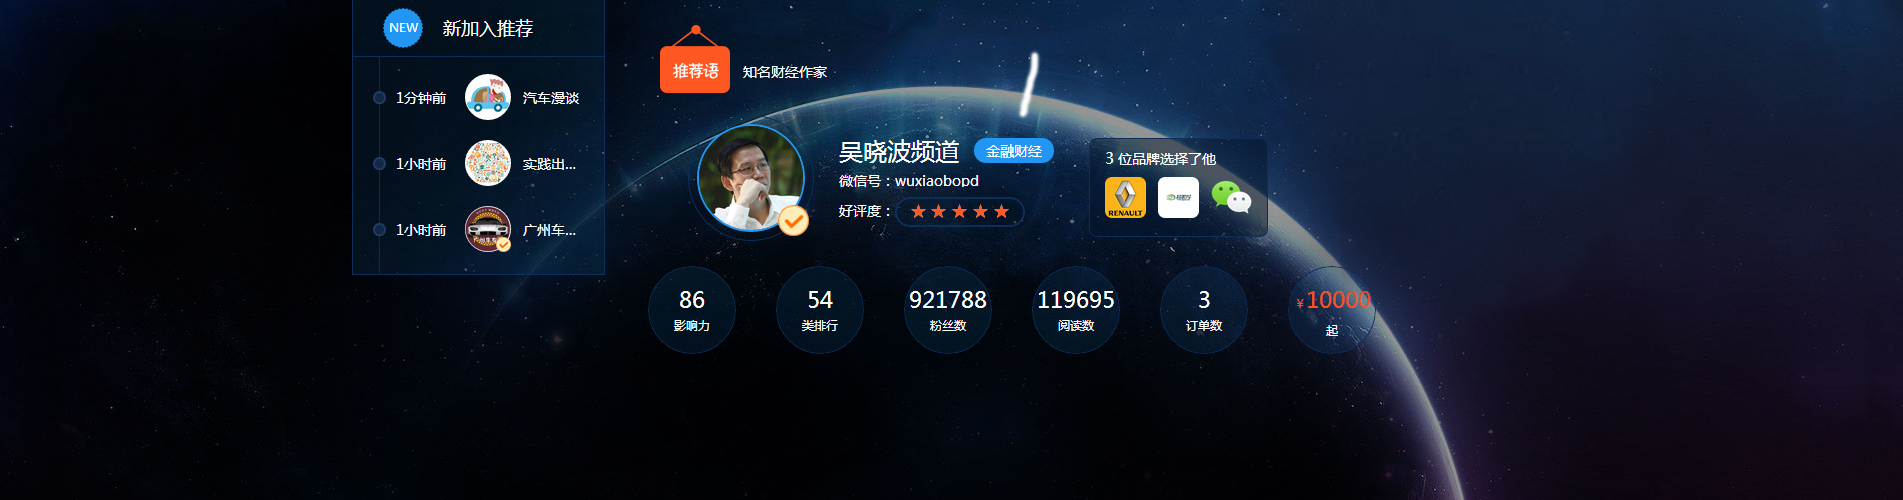 NEW 新加入推荐
1分钟前 汽车漫谈
1小时前 实践出...
1小时前 广州车...
推荐语 知名财经作家
吴晓波频道 金融财经
微信号：wuxiaobopd
好评度：
3 位品牌选择了他
RENAULT
86 54 921788 119695 3 ¥10000
影响力 类排行 粉丝数 阅读数 订单数 起